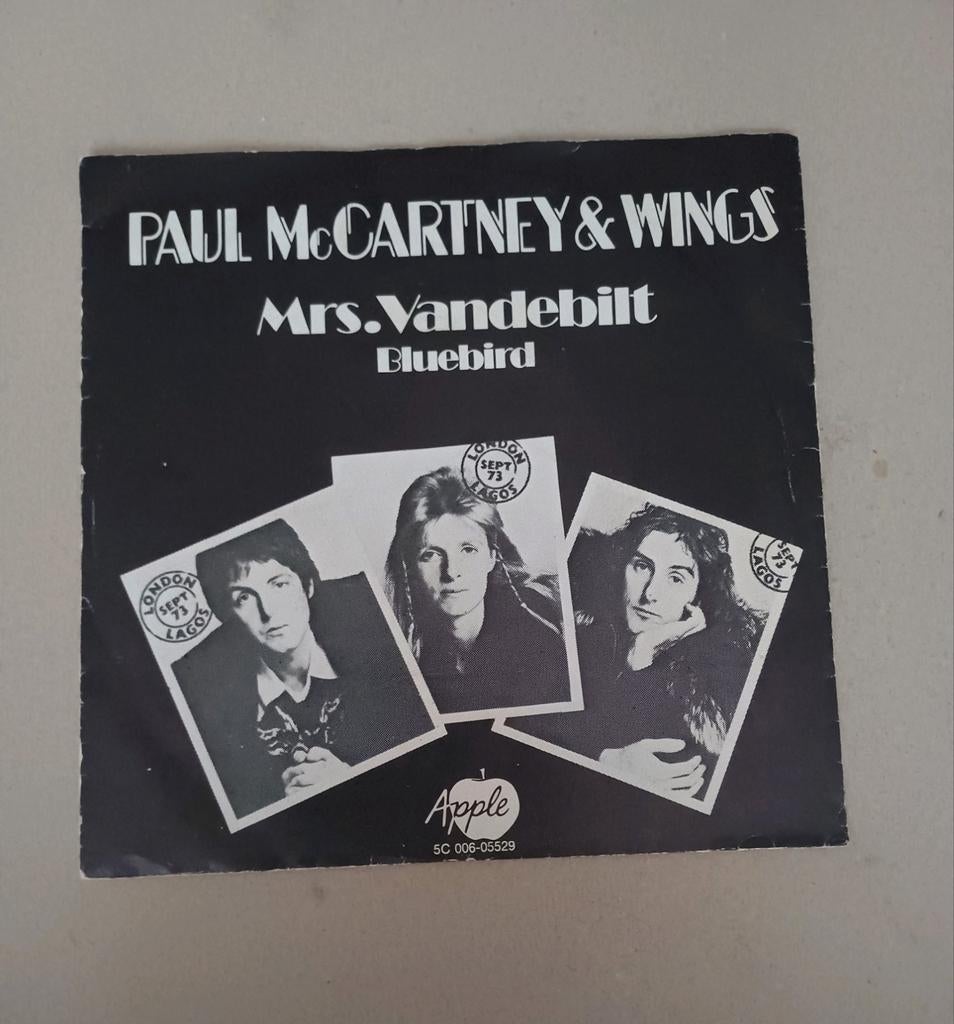 PAUL McCARTNEY & WINGS
Mrs. Vandebilt
Bluebird
LONDON
SEPT
73
LAGOS
LONDON
SEPT
73
LAGOS
LONDON
SEPT
73
LAGOS
Apple
5C 006-05529